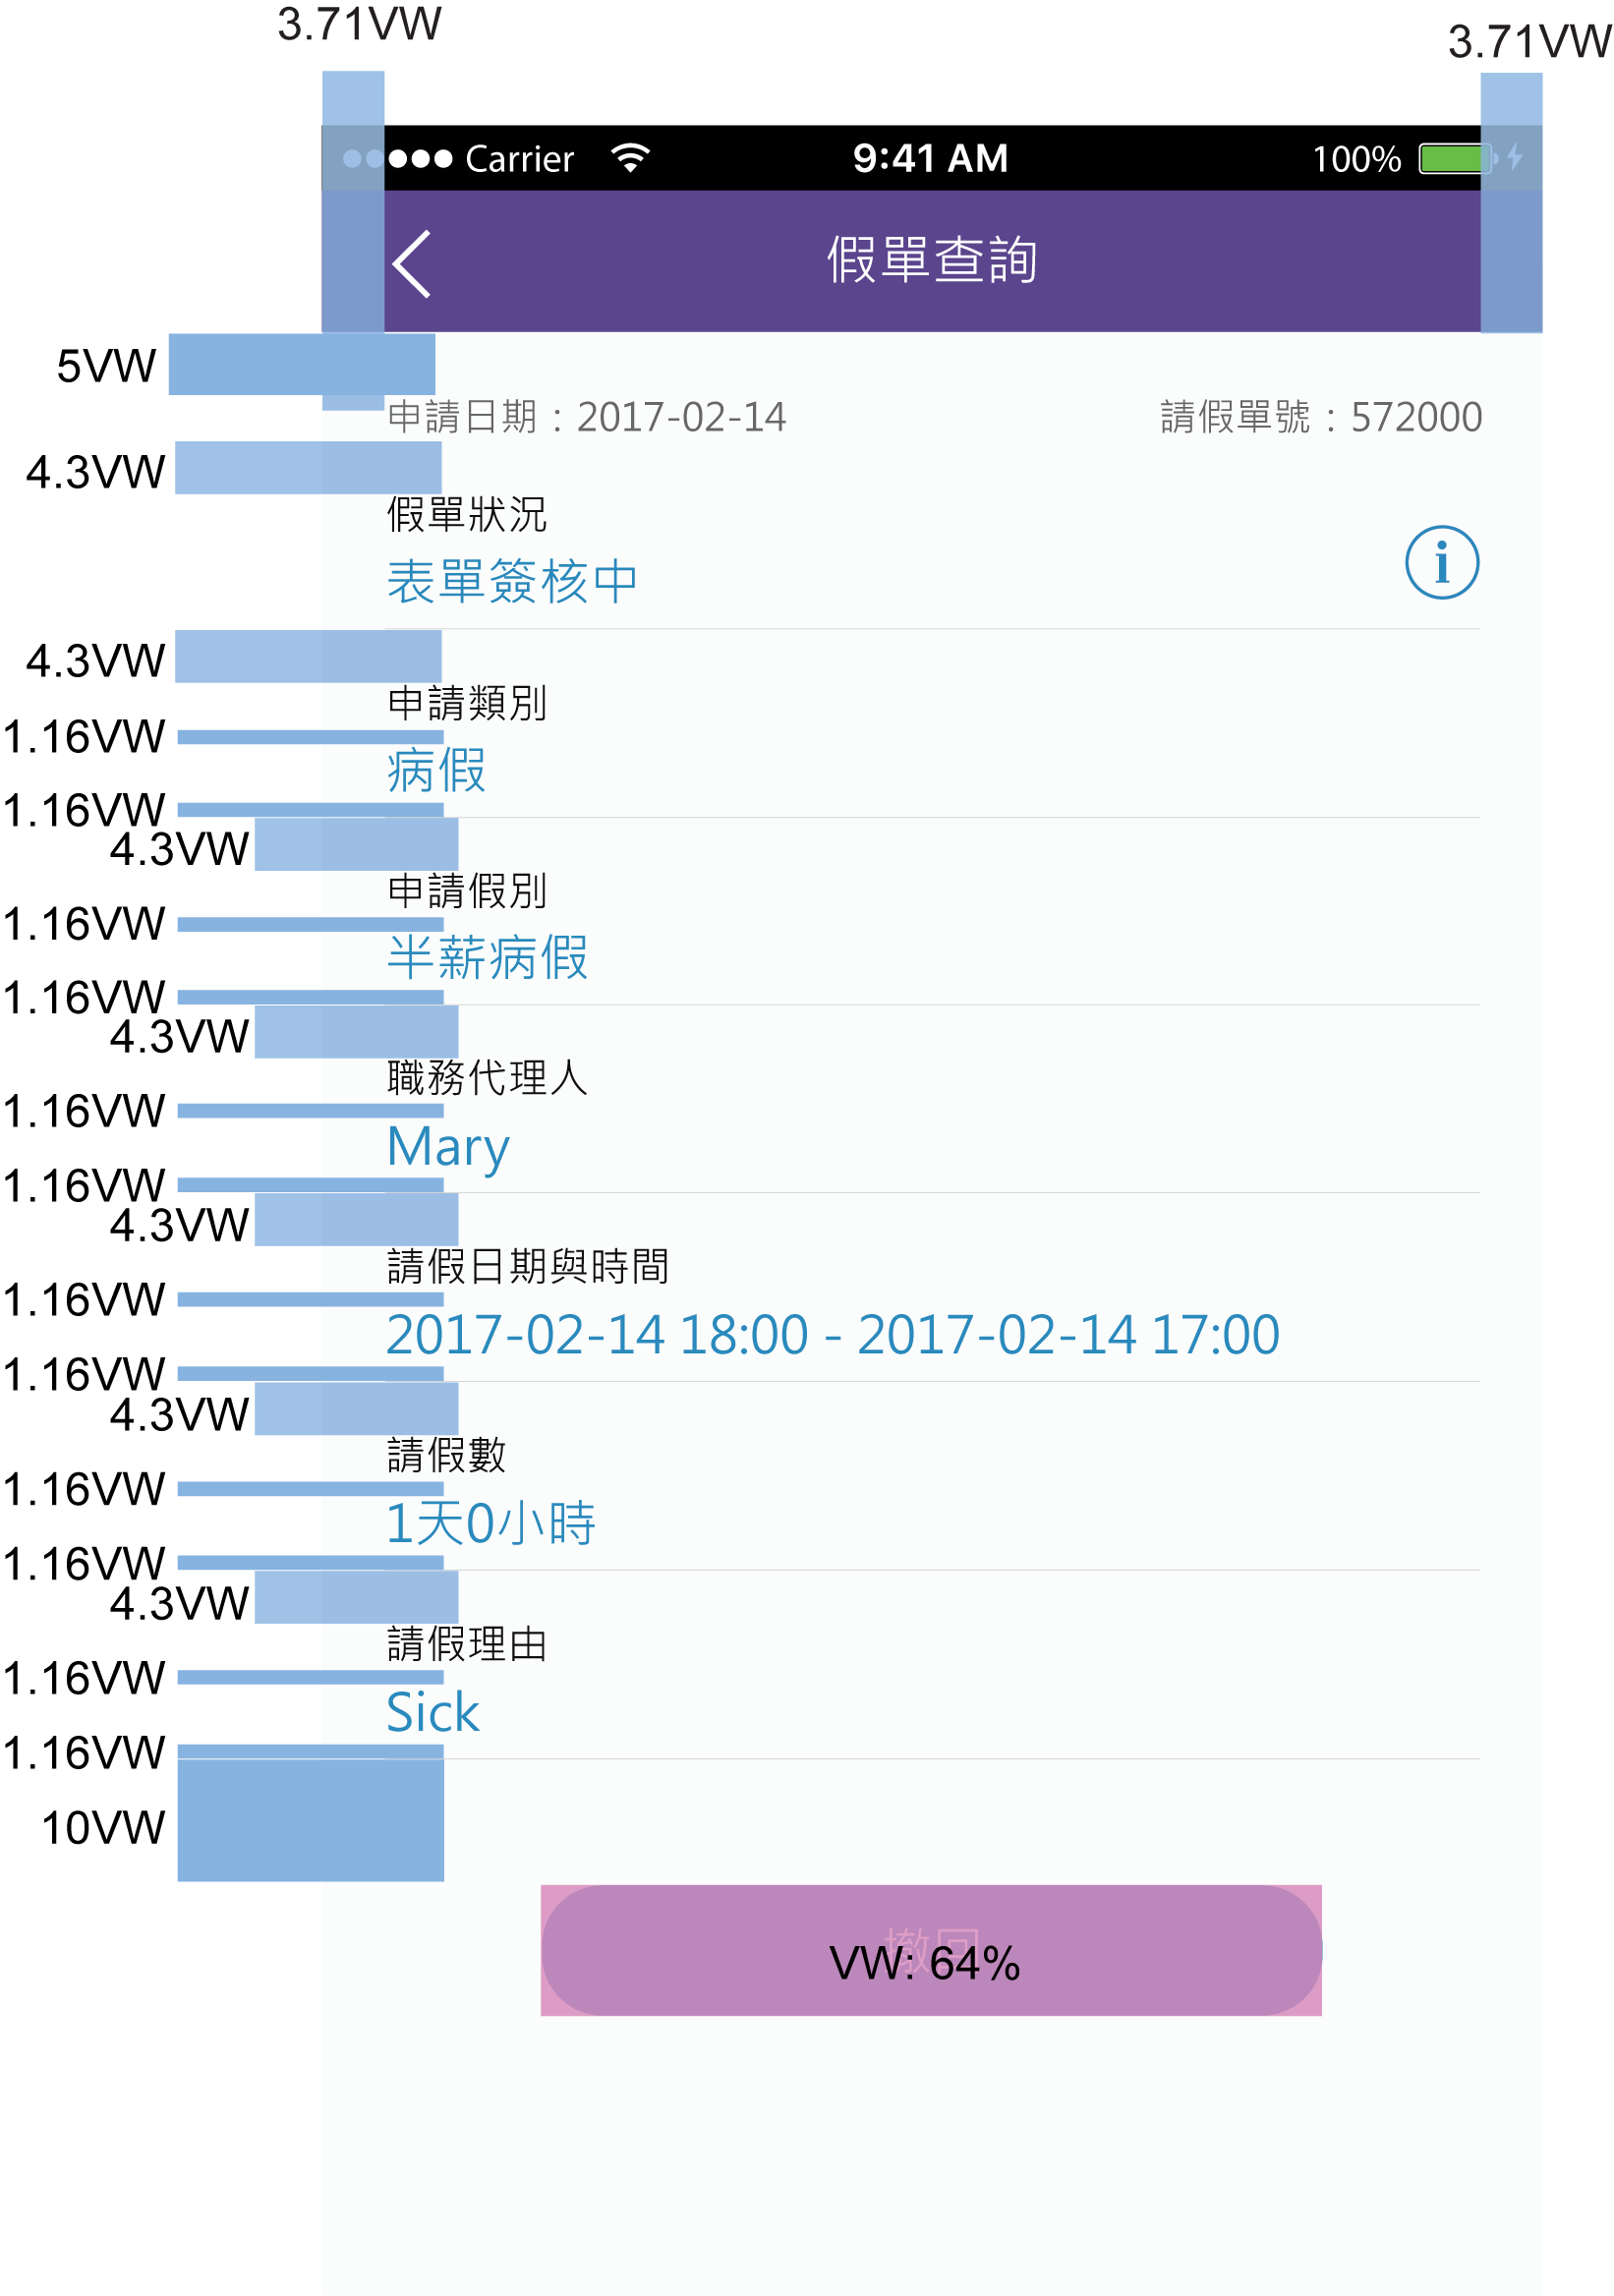 3.71VW
3.71VW
Carrier 9:41 AM 100%
假單查詢
5VW
申請日期：2017-02-14 請假單號：572000
4.3VW
假單狀況
表單簽核中
i
4.3VW
申請類別
1.16VW
病假
1.16VW
4.3VW
申請假別
1.16VW
半薪病假
1.16VW
4.3VW
職務代理人
1.16VW
Mary
1.16VW
4.3VW
請假日期與時間
1.16VW
2017-02-14 18:00 - 2017-02-14 17:00
1.16VW
4.3VW
請假數
1.16VW
1天0小時
1.16VW
4.3VW
請假理由
1.16VW
Sick
1.16VW
10VW
撤回
VW: 64%